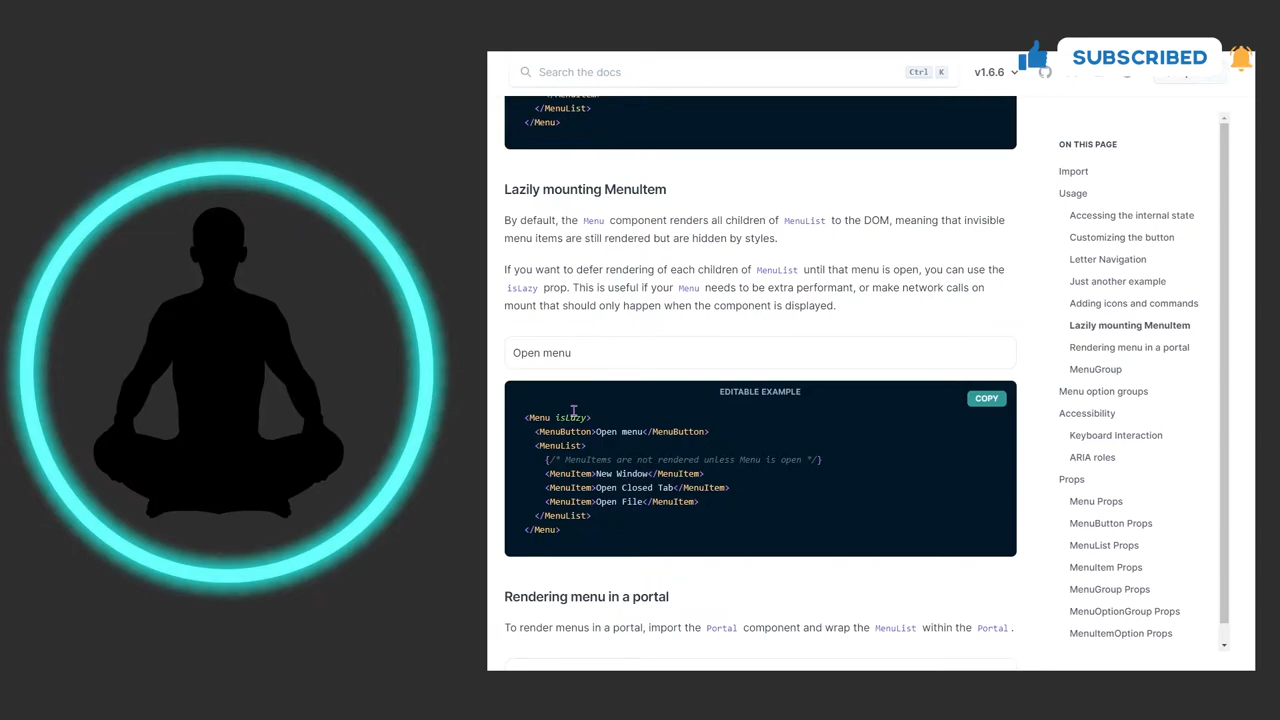 SUBSCRIBED
Search the docs
Ctrl K
v1.6.6
</MenuList>
</Menu>
Lazily mounting MenuItem
By default, the Menu component renders all children of MenuList to the DOM, meaning that invisible
menu items are still rendered but are hidden by styles.
If you want to defer rendering of each children of MenuList until that menu is open, you can use the
isLazy prop. This is useful if your Menu needs to be extra performant, or make network calls on
mount that should only happen when the component is displayed.
Open menu
EDITABLE EXAMPLE
COPY
<Menu isLazy>
<MenuButton>Open menu</MenuButton>
<MenuList>
{/* MenuItems are not rendered unless Menu is open */}
<MenuItem>New Window</MenuItem>
<MenuItem>Open Closed Tab</MenuItem>
<MenuItem>Open File</MenuItem>
</MenuList>
</Menu>
Rendering menu in a portal
To render menus in a portal, import the Portal component and wrap the MenuList within the Portal.
ON THIS PAGE
Import
Usage
Accessing the internal state
Customizing the button
Letter Navigation
Just another example
Adding icons and commands
Lazily mounting MenuItem
Rendering menu in a portal
MenuGroup
Menu option groups
Accessibility
Keyboard Interaction
ARIA roles
Props
Menu Props
MenuButton Props
MenuList Props
MenuItem Props
MenuGroup Props
MenuOptionGroup Props
MenuItemOption Props